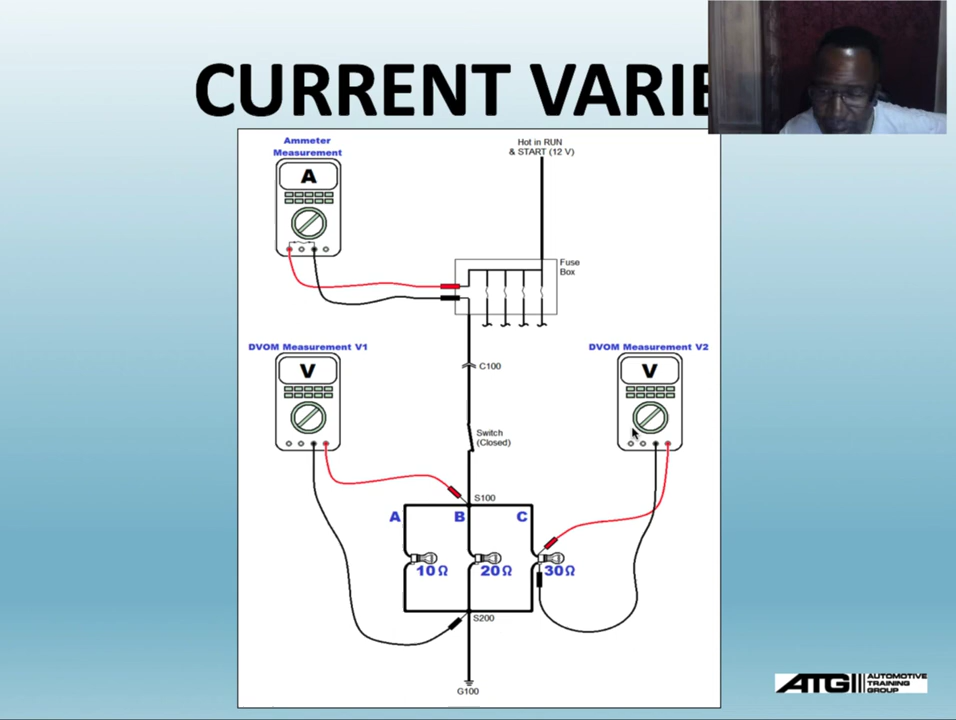 CURRENT VARIE
Ammeter
Measurement
A
Hot in RUN
& START (12 V)
Fuse
Box
DVOM Measurement V1
V
C100
DVOM Measurement V2
V
Switch
(Closed)
S100
A
B
C
10Ω
20Ω
30Ω
S200
G100
ATG
AUTOMOTIVE
TRAINING
GROUP